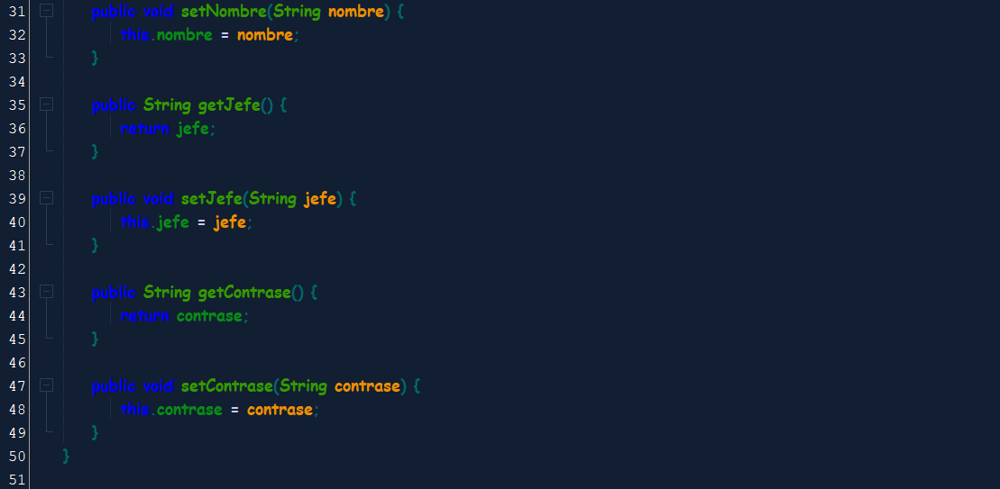 31 public void setNombre(String nombre) {
32 this.nombre = nombre;
33 }
34
35 public String getJefe() {
36 return jefe;
37 }
38
39 public void setJefe(String jefe) {
40 this.jefe = jefe;
41 }
42
43 public String getContrase() {
44 return contrase;
45 }
46
47 public void setContrase(String contrase) {
48 this.contrase = contrase;
49 }
50 }
51